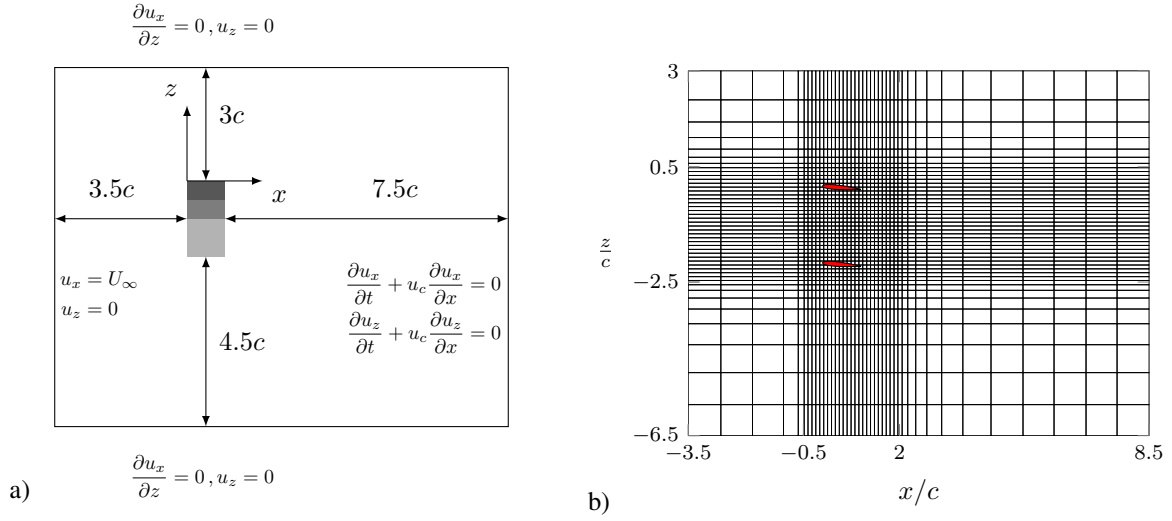 ∂u_x/∂z = 0 , u_z = 0
z
3c
3.5c
x
7.5c
u_x = U_∞
u_z = 0
∂u_x/∂t + u_c ∂u_x/∂x = 0
∂u_z/∂t + u_c ∂u_z/∂x = 0
4.5c
∂u_x/∂z = 0 , u_z = 0
a)
3
0.5
z/c
−2.5
−6.5
−3.5 −0.5 2 8.5
x/c
b)